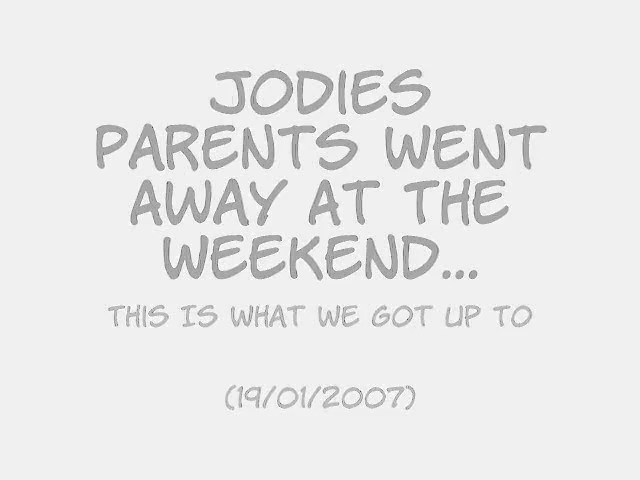 JODIES
PARENTS WENT
AWAY AT THE
WEEKEND...
THIS IS WHAT WE GOT UP TO
(19/01/2007)